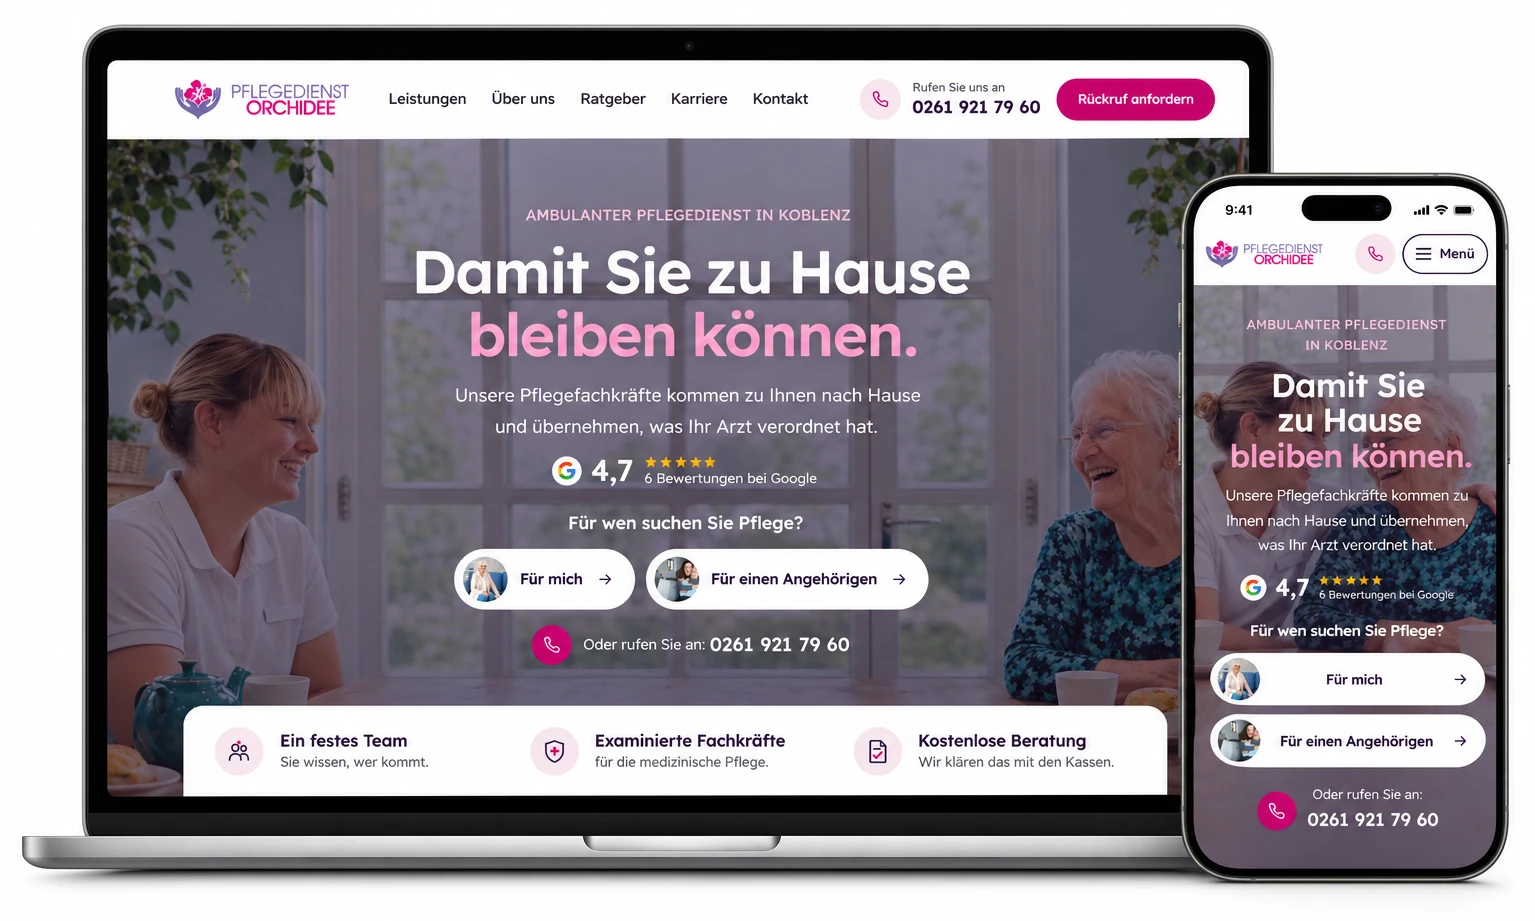 PFLEGEDIENST
ORCHIDEE
Leistungen
Über uns
Ratgeber
Karriere
Kontakt
Rufen Sie uns an
0261 921 79 60
Rückruf anfordern
AMBULANTER PFLEGEDIENST IN KOBLENZ
Damit Sie zu Hause
bleiben können.
Unsere Pflegefachkräfte kommen zu Ihnen nach Hause
und übernehmen, was Ihr Arzt verordnet hat.
4,7
6 Bewertungen bei Google
Für wen suchen Sie Pflege?
Für mich
Für einen Angehörigen
Oder rufen Sie an: 0261 921 79 60
Ein festes Team
Sie wissen, wer kommt.
Examinierte Fachkräfte
für die medizinische Pflege.
Kostenlose Beratung
Wir klären das mit den Kassen.
9:41
PFLEGEDIENST
ORCHIDEE
Menü
AMBULANTER PFLEGEDIENST
IN KOBLENZ
Damit Sie
zu Hause
bleiben können.
Unsere Pflegefachkräfte kommen zu
Ihnen nach Hause und übernehmen,
was Ihr Arzt verordnet hat.
4,7
6 Bewertungen bei Google
Für wen suchen Sie Pflege?
Für mich
Für einen Angehörigen
Oder rufen Sie an:
0261 921 79 60